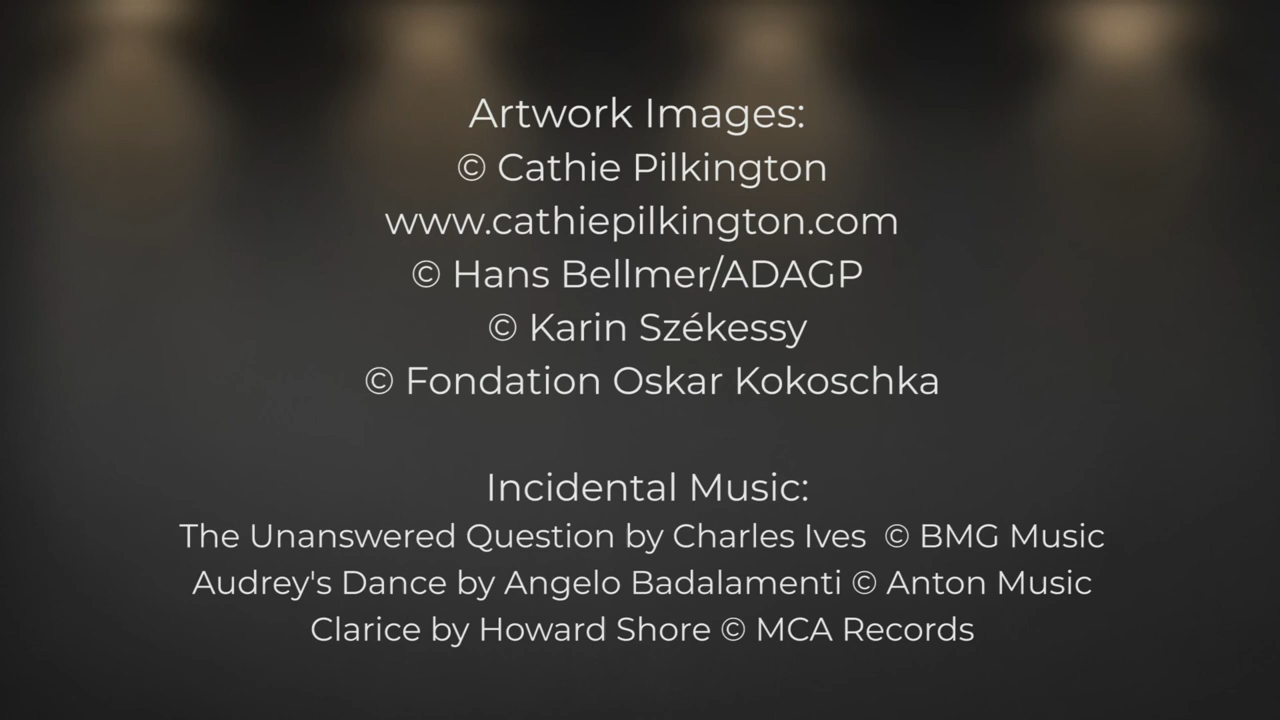 Artwork Images:
© Cathie Pilkington
www.cathiepilkington.com
© Hans Bellmer/ADAGP
© Karin Székessy
© Fondation Oskar Kokoschka
Incidental Music:
The Unanswered Question by Charles Ives © BMG Music
Audrey's Dance by Angelo Badalamenti © Anton Music
Clarice by Howard Shore © MCA Records